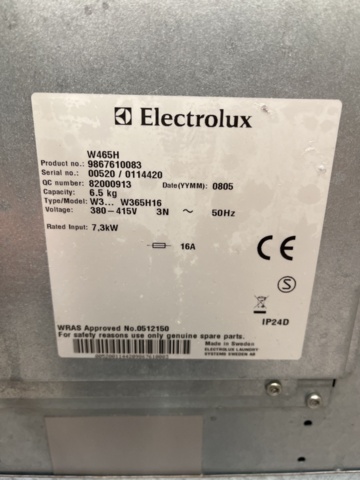 Electrolux
W465H
Product no.: 9867610083
Serial no.: 00520 / 0114420
QC number: 82000913 Date(YYMM): 0805
Capacity: 6.5 kg
Type/Model: W3... W365H16
Voltage: 380-415V 3N ~ 50Hz
Rated Input: 7,3kW
16A
CE
S
IP24D
WRAS Approved No.0512150
For safety reasons use only genuine spare parts.
Made in Sweden
ELECTROLUX LAUNDRY
SYSTEMS SWEDEN AB